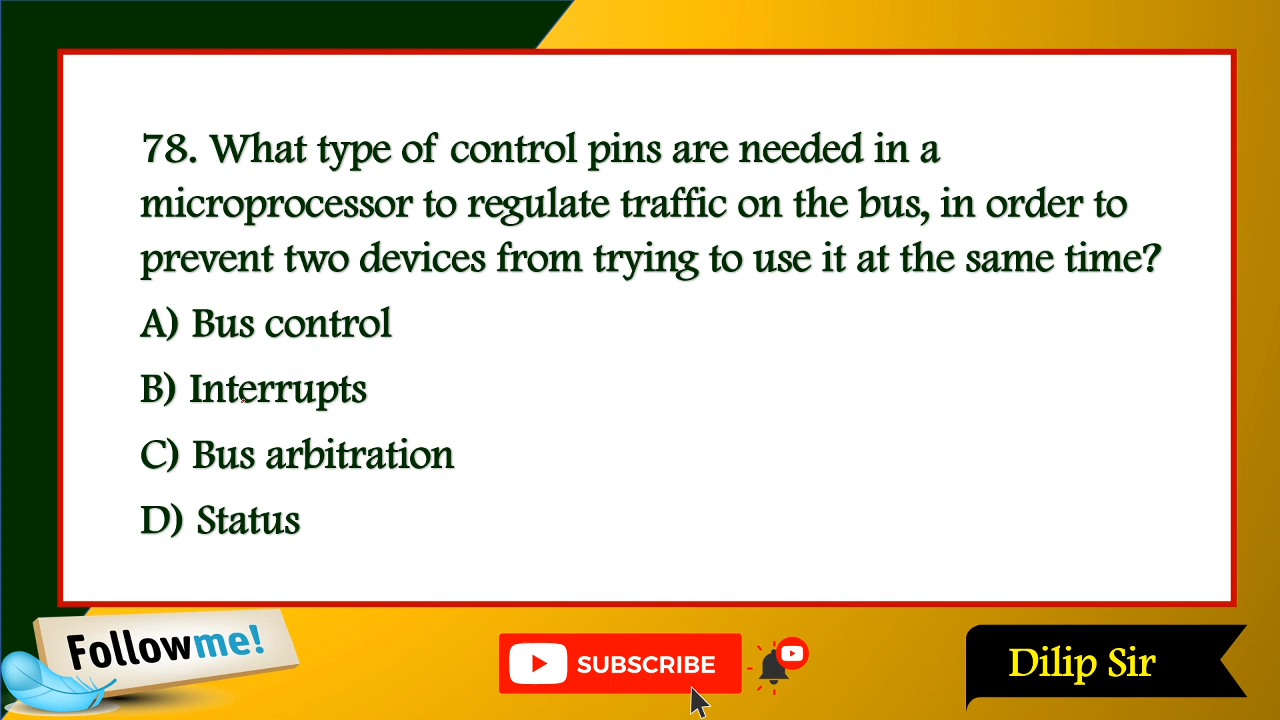 78. What type of control pins are needed in a
microprocessor to regulate traffic on the bus, in order to
prevent two devices from trying to use it at the same time?
A) Bus control
B) Interrupts
C) Bus arbitration
D) Status
Followme!
SUBSCRIBE
Dilip Sir